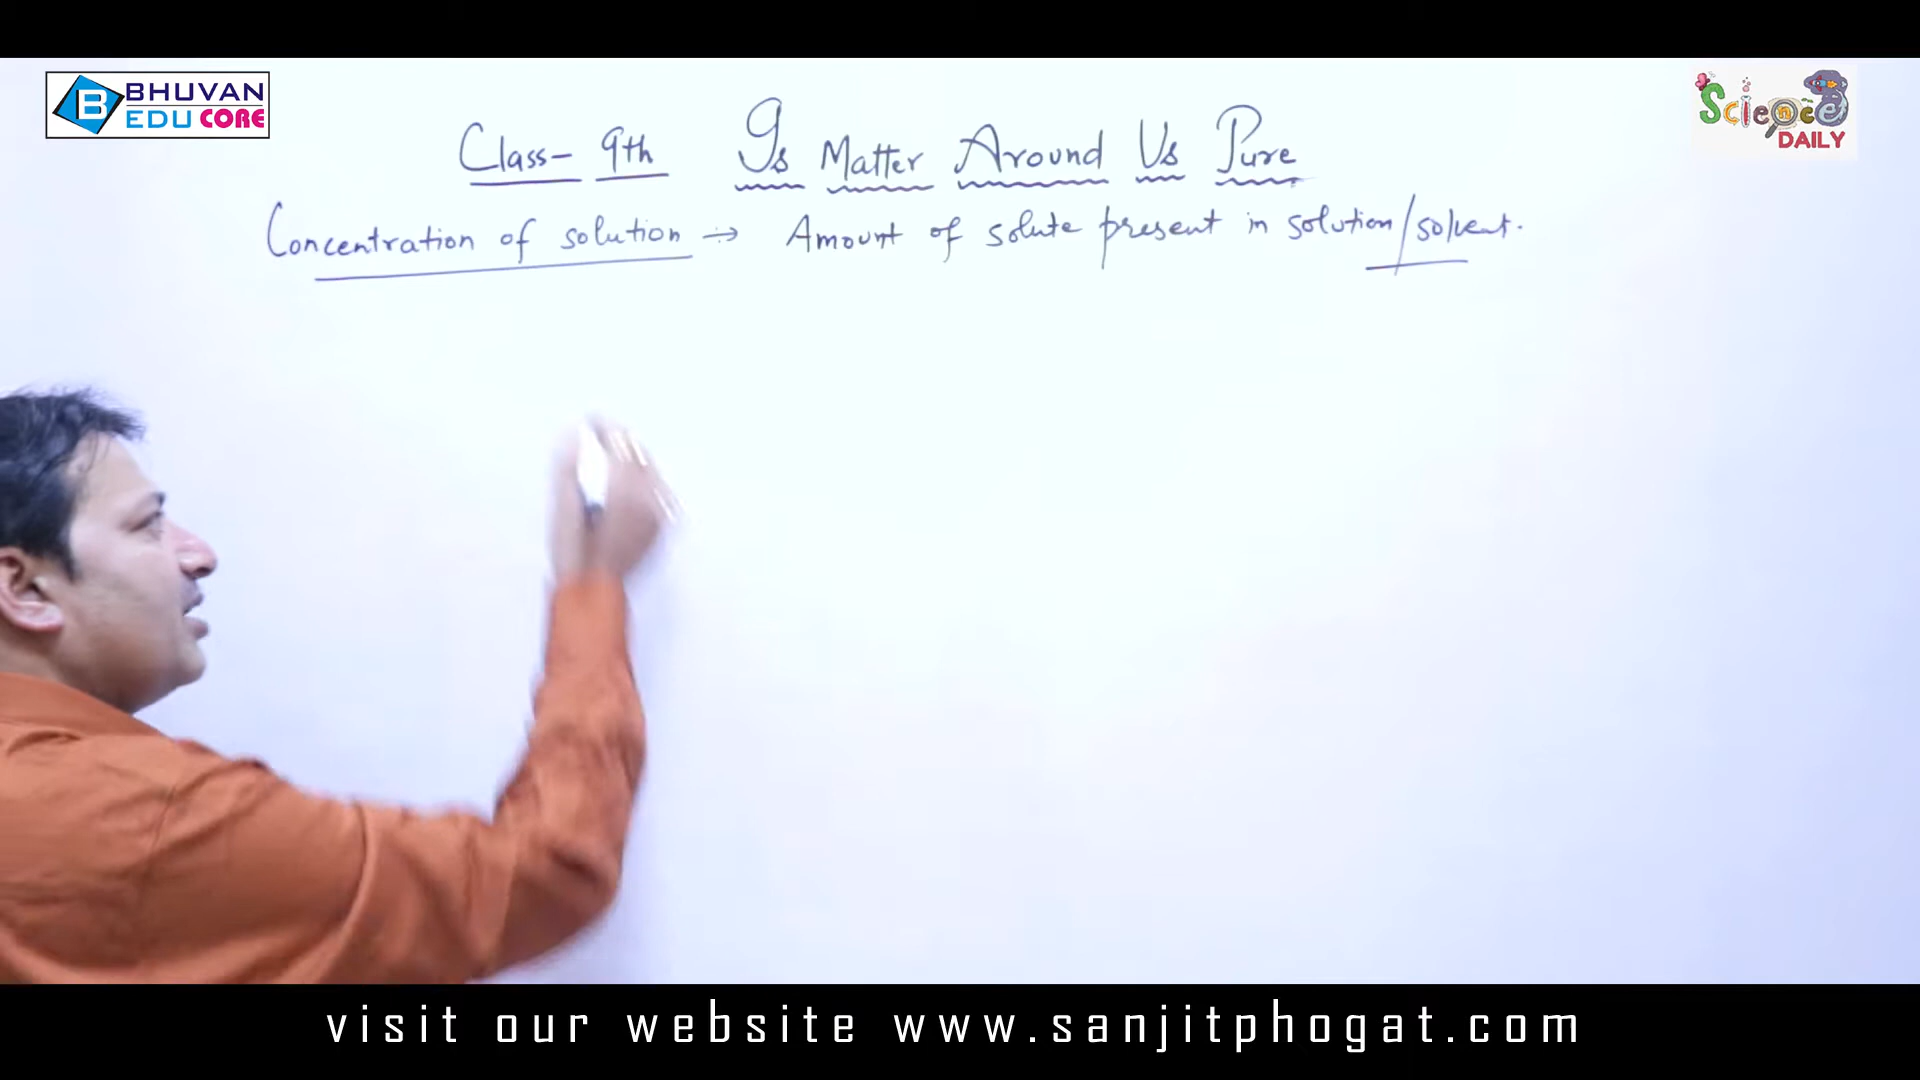 BHUVAN
EDU CORE
Science
DAILY
Class- 9th Is Matter Around Us Pure
Concentration of solution → Amount of solute present in solution/solvent.
visit our website www.sanjitphogat.com